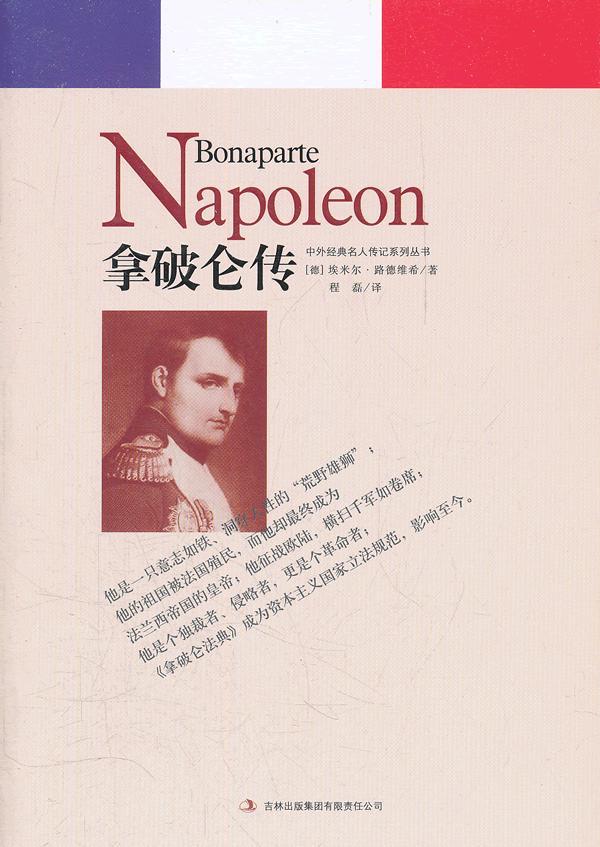 Bonaparte
Napoleon
拿破仑传
中外经典名人传记系列丛书
[德] 埃米尔·路德维希/著
程 磊/译
他是一只意志如铁、洞穿人性的“荒野雄狮”；
他的祖国被法国殖民，而他却最终成为
法兰西帝国的皇帝；他征战欧陆，横扫千军如卷席；
他是个独裁者、侵略者，更是个革命者；
《拿破仑法典》成为资本主义国家立法规范，影响至今。
吉林出版集团有限责任公司